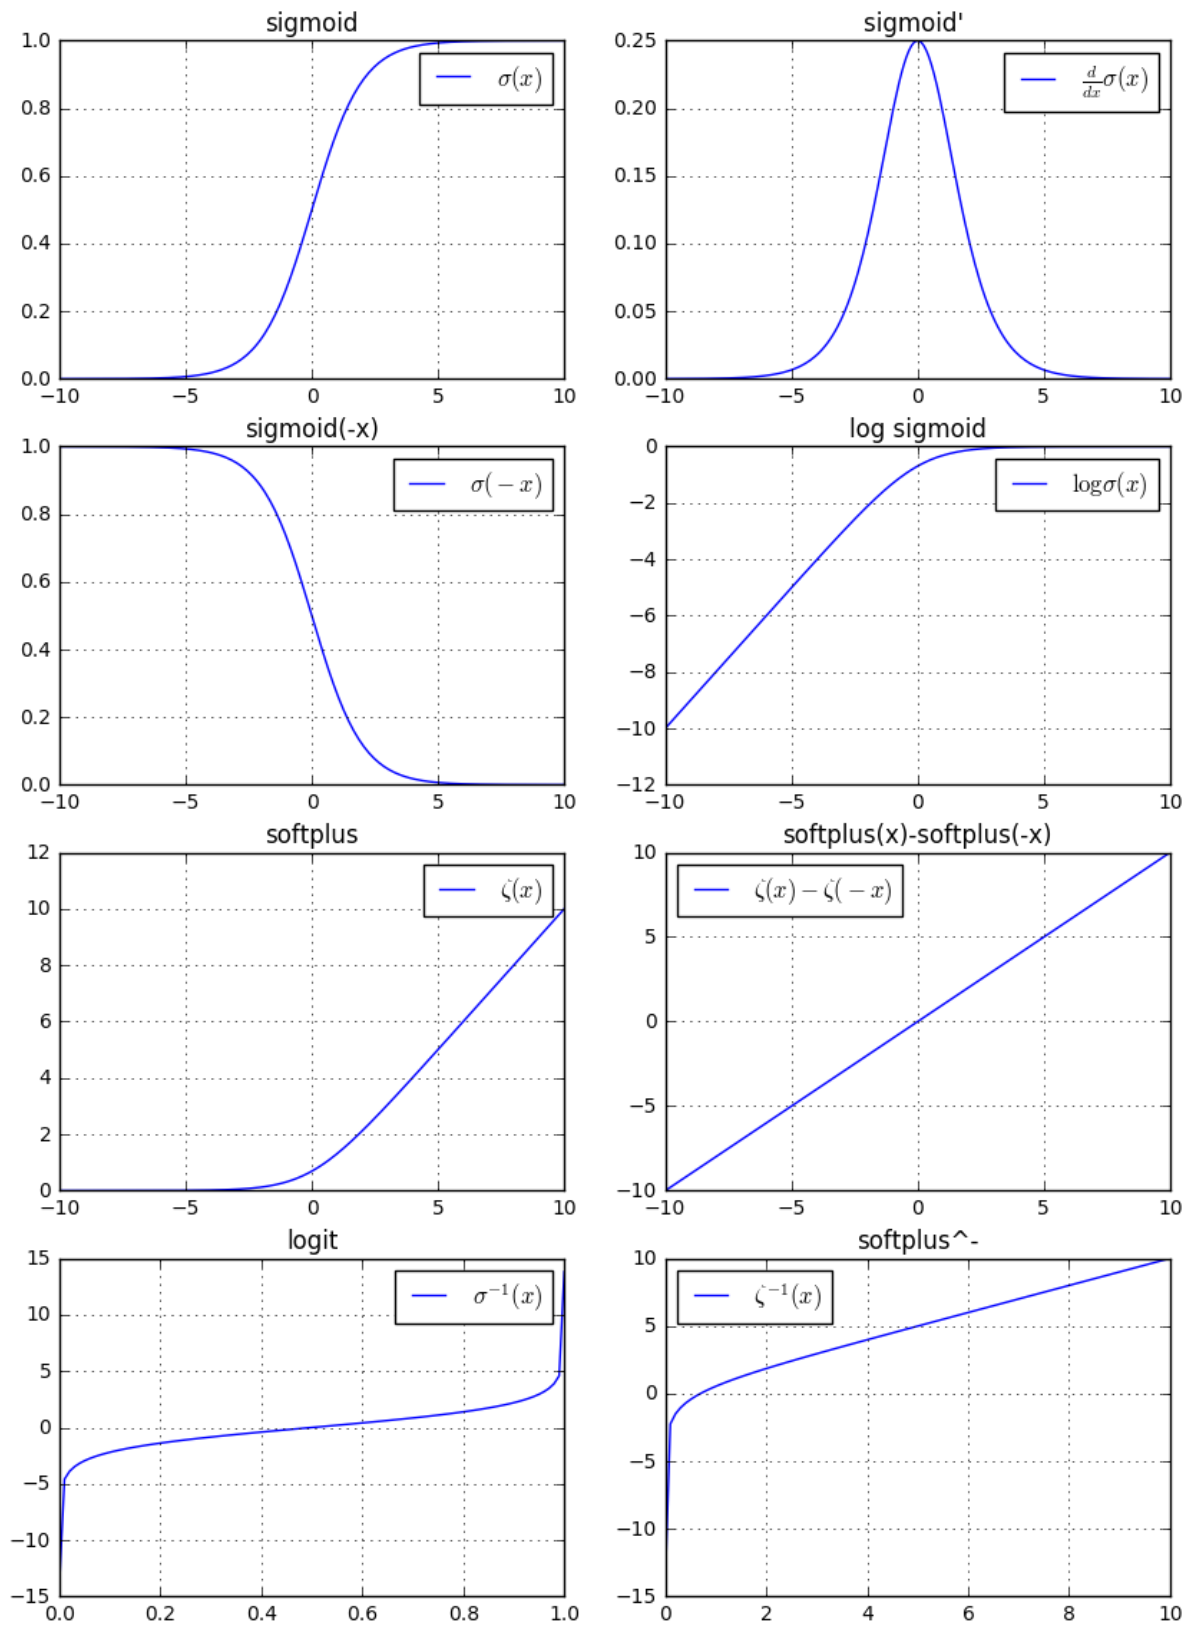 sigmoid
1.0
0.8
0.6
0.4
0.2
0.0
−10 −5 0 5 10
σ(x)
sigmoid'
0.25
0.20
0.15
0.10
0.05
0.00
−10 −5 0 5 10
d/dx σ(x)
sigmoid(-x)
1.0
0.8
0.6
0.4
0.2
0.0
−10 −5 0 5 10
σ(−x)
log sigmoid
0
−2
−4
−6
−8
−10
−12
−10 −5 0 5 10
logσ(x)
softplus
12
10
8
6
4
2
0
−10 −5 0 5 10
ζ(x)
softplus(x)-softplus(-x)
10
5
0
−5
−10
−10 −5 0 5 10
ζ(x)−ζ(−x)
logit
15
10
5
0
−5
−10
−15
0.0 0.2 0.4 0.6 0.8 1.0
σ⁻¹(x)
softplus^-
10
5
0
−5
−10
−15
0 2 4 6 8 10
ζ⁻¹(x)